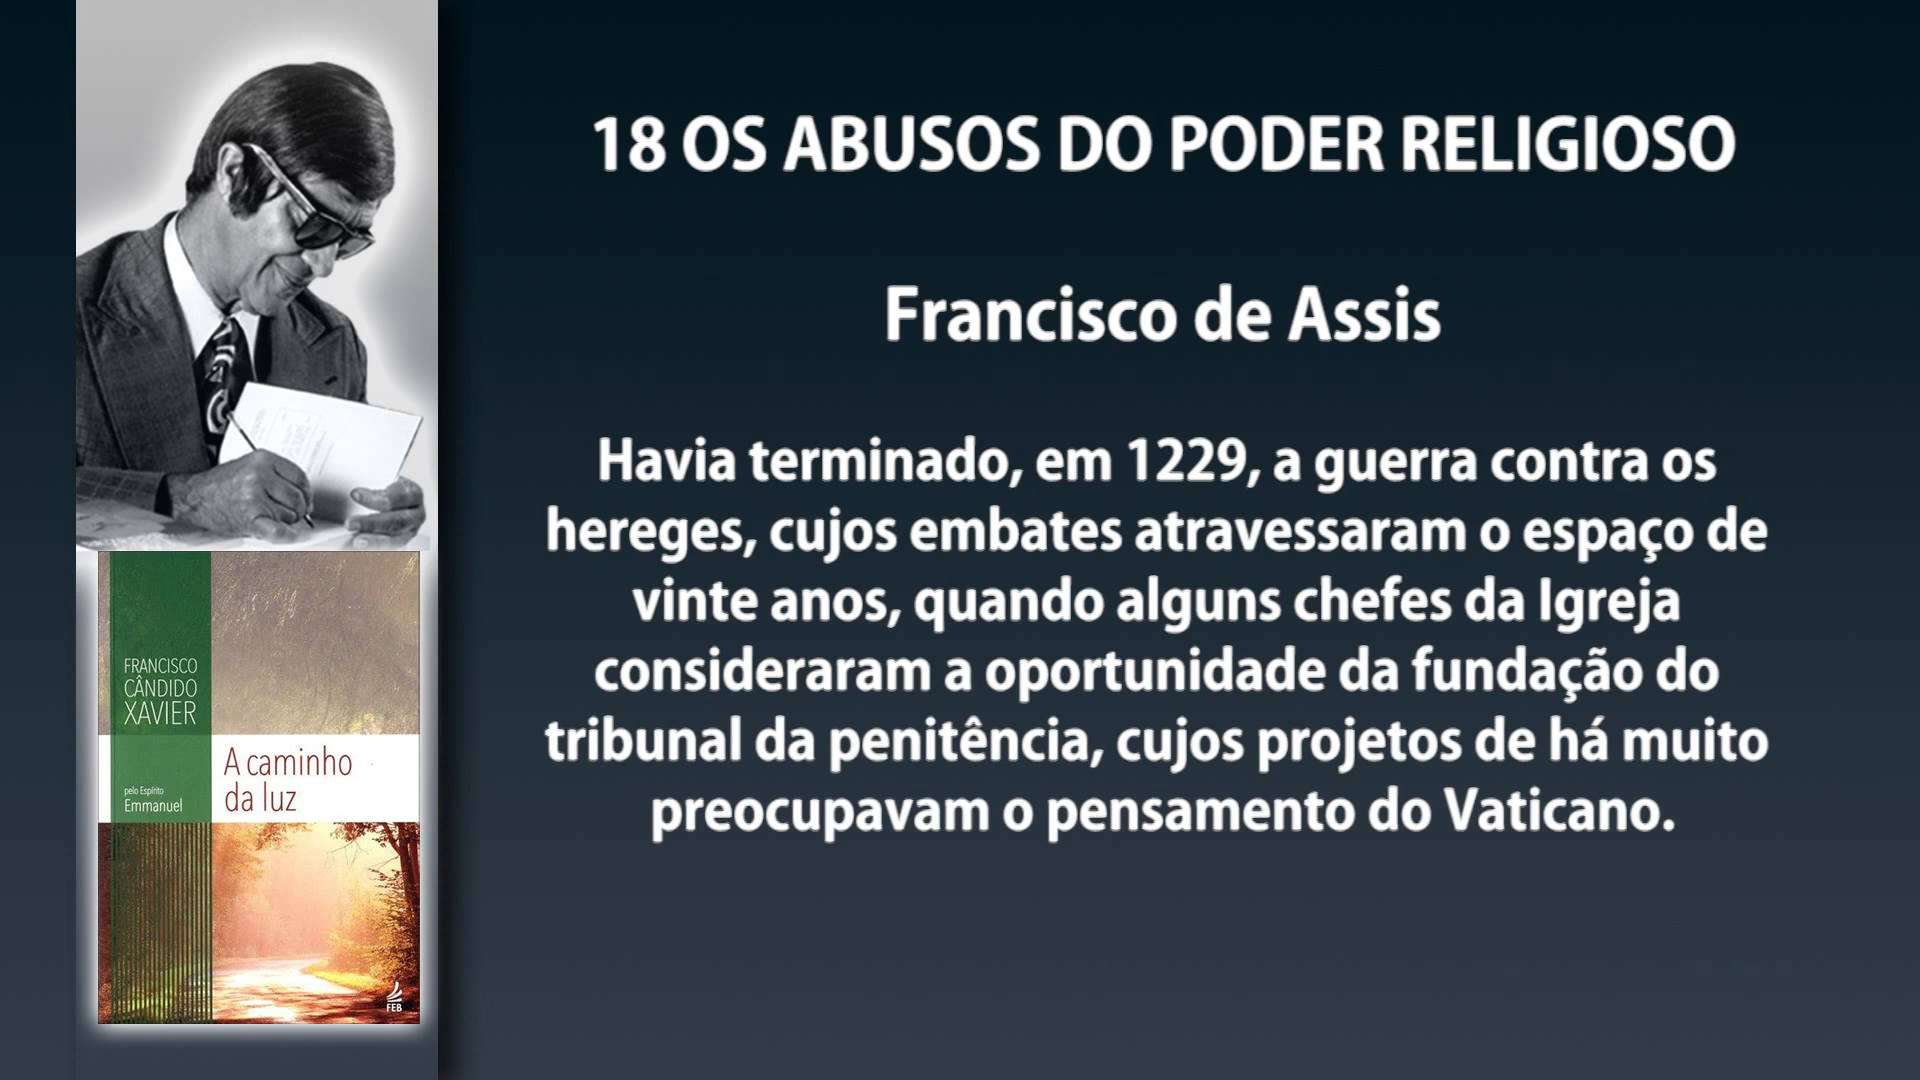 18 OS ABUSOS DO PODER RELIGIOSO
Francisco de Assis
Havia terminado, em 1229, a guerra contra os
hereges, cujos embates atravessaram o espaço de
vinte anos, quando alguns chefes da Igreja
consideraram a oportunidade da fundação do
tribunal da penitência, cujos projetos de há muito
preocupavam o pensamento do Vaticano.
FRANCISCO
CÂNDIDO
XAVIER
A caminho
da luz
pelo Espírito
Emmanuel
FEB